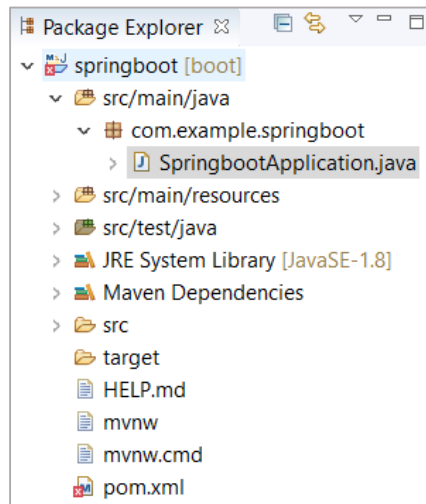 Package Explorer
springboot [boot]
src/main/java
com.example.springboot
SpringbootApplication.java
src/main/resources
src/test/java
JRE System Library [JavaSE-1.8]
Maven Dependencies
src
target
HELP.md
mvnw
mvnw.cmd
pom.xml